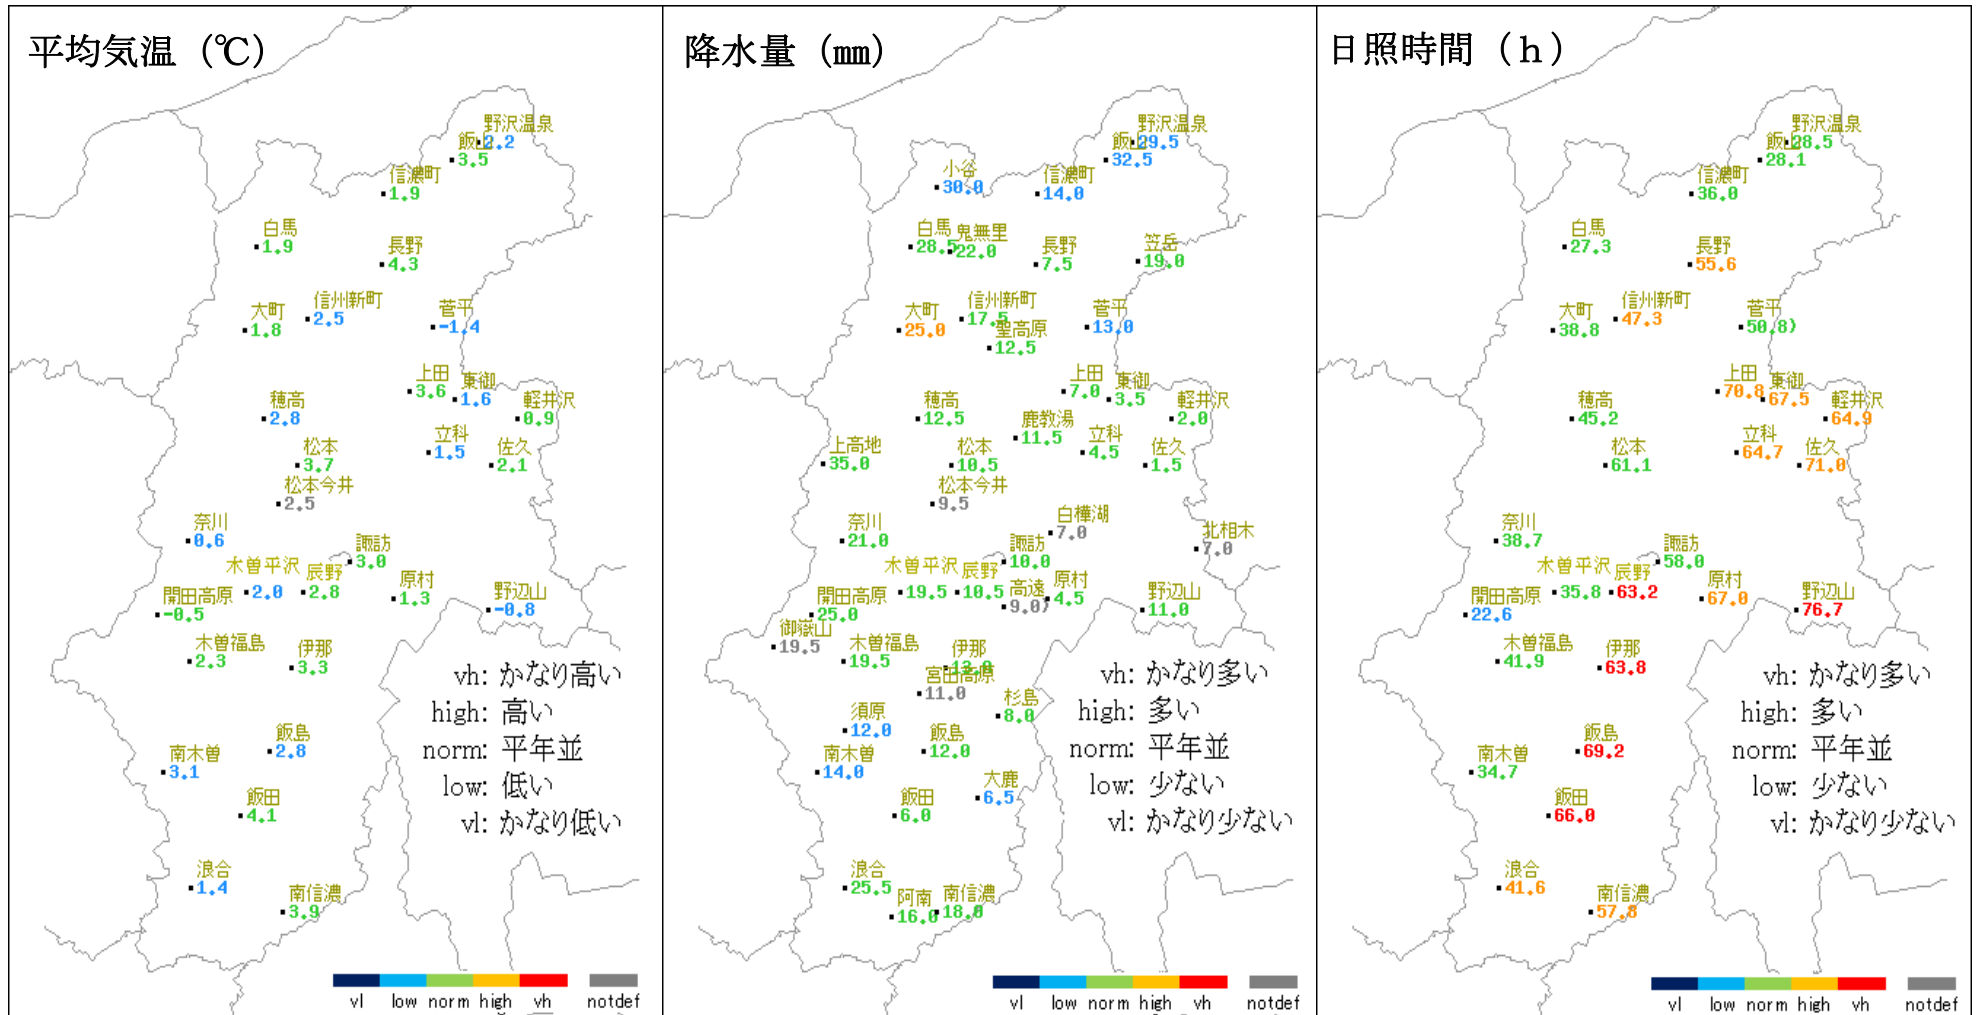 平均気温 (℃)
野沢温泉
2.2
飯山
3.5
信濃町
1.9
白馬
1.9
長野
4.3
大町
1.8
信州新町
2.5
菅平
-1.4
上田
3.6
東御
1.6
穂高
2.8
軽井沢
0.9
松本
3.7
立科
1.5
佐久
2.1
松本今井
2.5
奈川
0.6
諏訪
3.0
木曽平沢
2.0
辰野
2.8
開田高原
-0.5
原村
1.3
野辺山
-0.8
木曽福島
2.3
伊那
3.3
飯島
2.8
南木曽
3.1
飯田
4.1
浪合
1.4
南信濃
3.9
vh: かなり高い
high: 高い
norm: 平年並
low: 低い
vl: かなり低い
vl low norm high vh notdef
降水量 (㎜)
野沢温泉
29.5
飯山
32.5
小谷
30.0
信濃町
14.0
白馬
28.5
鬼無里
22.0
長野
7.5
笠岳
19.0
大町
25.0
信州新町
17.5
聖高原
12.5
菅平
13.0
上田
7.0
東御
3.5
穂高
12.5
鹿教湯
11.5
軽井沢
2.0
上高地
35.0
松本
10.5
立科
4.5
佐久
1.5
松本今井
9.5
奈川
21.0
白樺湖
7.0
北相木
7.0
諏訪
10.0
木曽平沢
19.5
辰野
10.5
高遠
9.0)
原村
4.5
開田高原
25.0
野辺山
11.0
御嶽山
19.5
木曽福島
19.5
伊那
13.0
宮田高原
11.0
杉島
8.0
須原
12.0
飯島
12.0
南木曽
14.0
大鹿
6.5
飯田
6.0
浪合
25.5
阿南
16.0
南信濃
18.0
vh: かなり多い
high: 多い
norm: 平年並
low: 少ない
vl: かなり少ない
vl low norm high vh notdef
日照時間 (ｈ)
野沢温泉
28.5
飯山
28.1
信濃町
36.0
白馬
27.3
長野
55.6
大町
38.8
信州新町
47.3
菅平
50.8)
上田
70.8
東御
67.5
穂高
45.2
軽井沢
64.9
松本
61.1
立科
64.7
佐久
71.0
奈川
38.7
諏訪
58.0
木曽平沢
35.8
辰野
63.2
開田高原
22.6
原村
67.0
野辺山
76.7
木曽福島
41.9
伊那
63.8
飯島
69.2
南木曽
34.7
飯田
66.0
浪合
41.6
南信濃
57.8
vh: かなり多い
high: 多い
norm: 平年並
low: 少ない
vl: かなり少ない
vl low norm high vh notdef